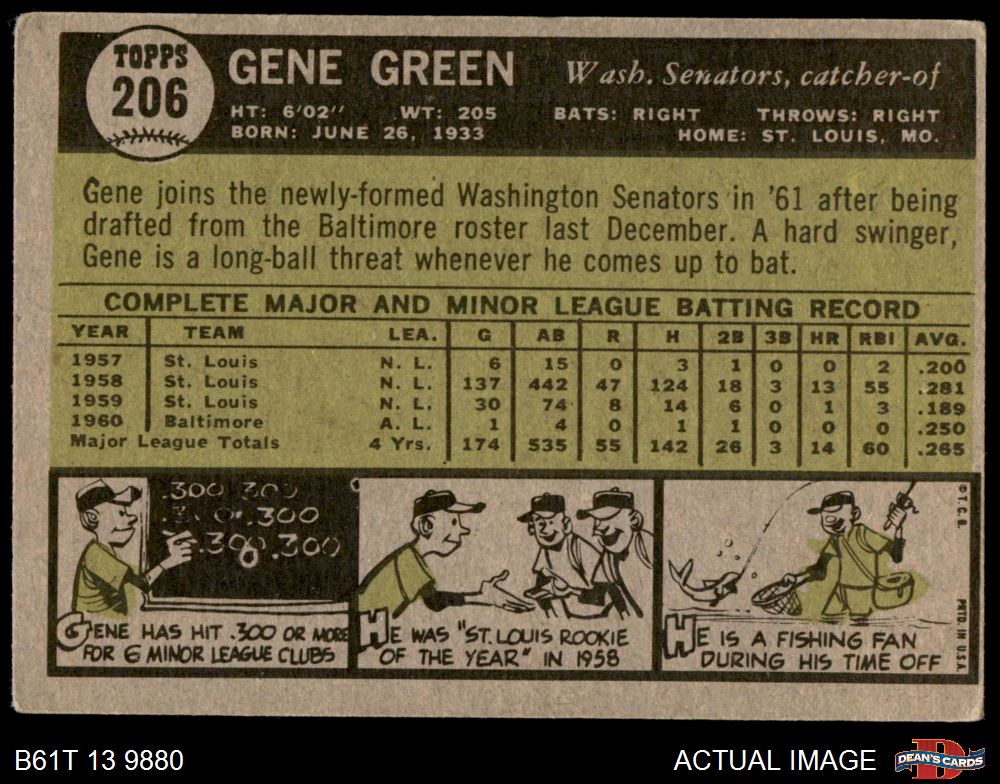 TOPPS
206
GENE GREEN
Wash. Senators, catcher-of
HT: 6'02" WT: 205 BATS: RIGHT THROWS: RIGHT
BORN: JUNE 26, 1933 HOME: ST. LOUIS, MO.
Gene joins the newly-formed Washington Senators in '61 after being
drafted from the Baltimore roster last December. A hard swinger,
Gene is a long-ball threat whenever he comes up to bat.
COMPLETE MAJOR AND MINOR LEAGUE BATTING RECORD
YEAR TEAM LEA. G AB R H 2B 3B HR RBI AVG.
1957 St. Louis N. L. 6 15 0 3 1 0 0 2 .200
1958 St. Louis N. L. 137 442 47 124 18 3 13 55 .281
1959 St. Louis N. L. 30 74 8 14 6 0 1 3 .189
1960 Baltimore A. L. 1 4 0 1 1 0 0 0 .250
Major League Totals 4 Yrs. 174 535 55 142 26 3 14 60 .265
.300 .300
.300
.300 .300
GENE HAS HIT .300 OR MORE
FOR 6 MINOR LEAGUE CLUBS
HE WAS "ST. LOUIS ROOKIE
OF THE YEAR" IN 1958
HE IS A FISHING FAN
DURING HIS TIME OFF
© T. C. G.
PRTD. IN U.S.A.
B61T 13 9880
ACTUAL IMAGE
DEAN'S CARDS